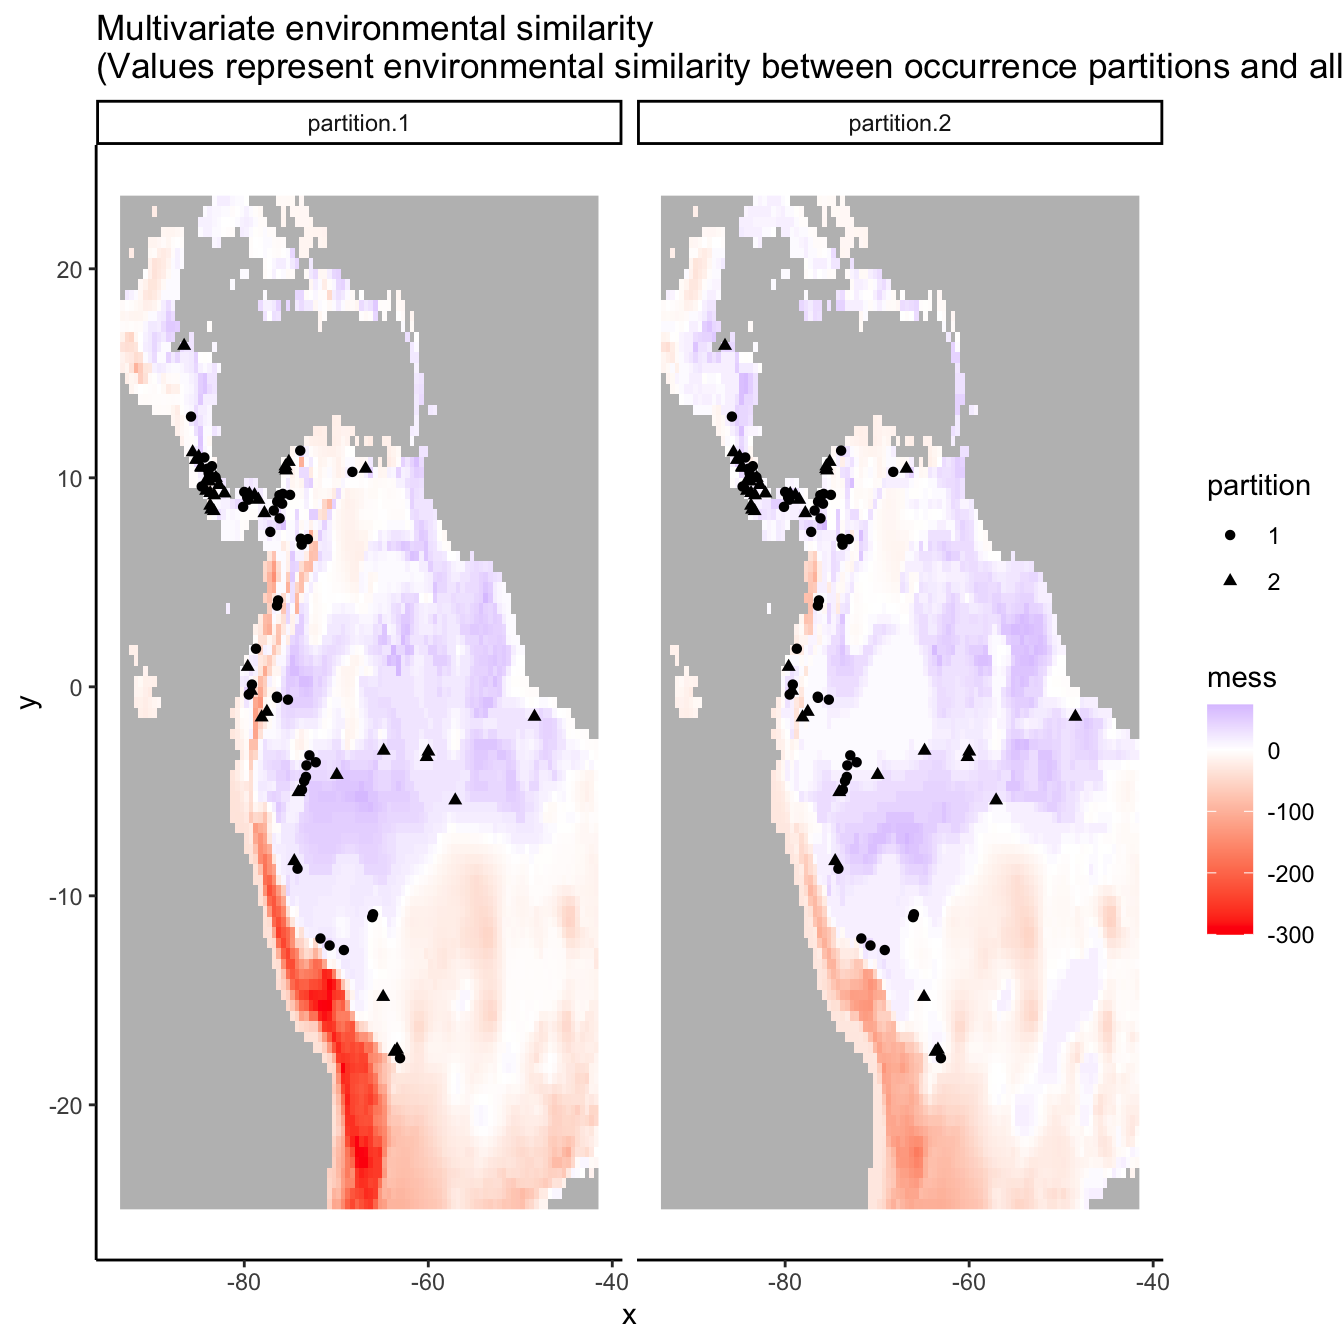 Multivariate environmental similarity
(Values represent environmental similarity between occurrence partitions and all
partition.1
partition.2
20
10
0
-10
-20
y
-80
-60
-40
-80
-60
-40
x
partition
1
2
mess
0
-100
-200
-300